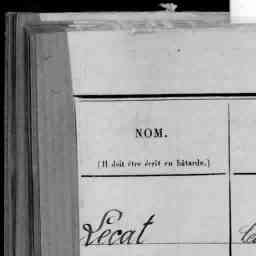 NOM.
(Il doit être écrit en bâtarde.)
Lecat